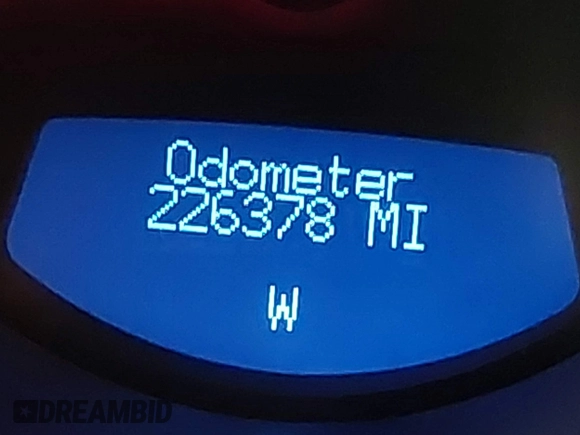 Odometer
226378 MI
W
DREAMBID